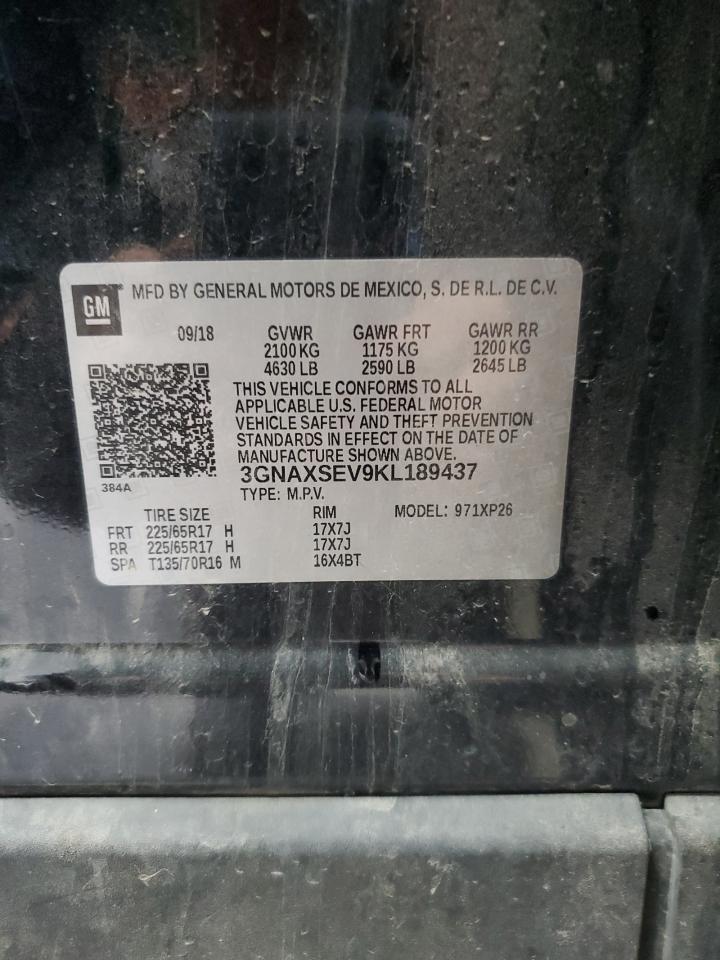 GM MFD BY GENERAL MOTORS DE MEXICO, S. DE R.L. DE C.V.
09/18 GVWR GAWR FRT GAWR RR
2100 KG 1175 KG 1200 KG
4630 LB 2590 LB 2645 LB
THIS VEHICLE CONFORMS TO ALL
APPLICABLE U.S. FEDERAL MOTOR
VEHICLE SAFETY AND THEFT PREVENTION
STANDARDS IN EFFECT ON THE DATE OF
MANUFACTURE SHOWN ABOVE.
3GNAXSEV9KL189437
384A
TYPE: M.P.V.
TIRE SIZE RIM MODEL: 971XP26
FRT 225/65R17 H 17X7J
RR 225/65R17 H 17X7J
SPA T135/70R16 M 16X4BT